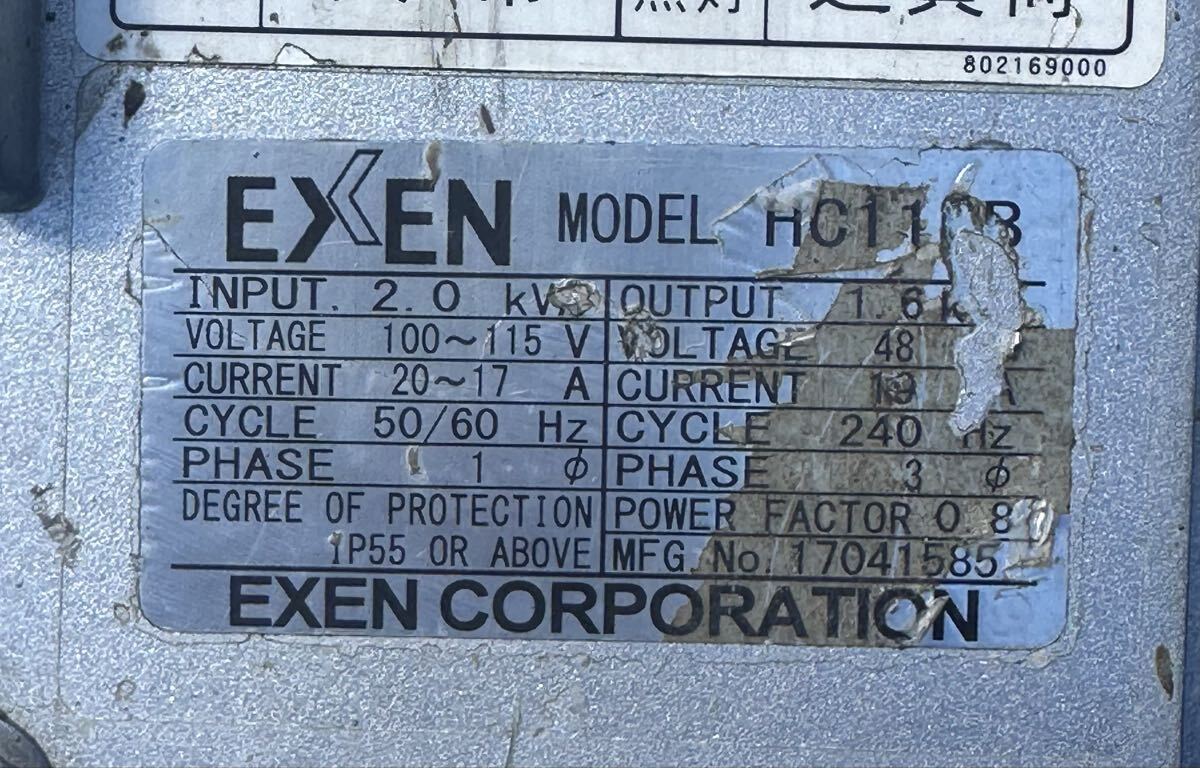 802169000
EXEN MODEL
INPUT. 2.0 OUTPUT 1.6
VOLTAGE 100～115 V VOLTAGE 48
CURRENT 20～17 A CURRENT 19 A
CYCLE 50/60 Hz CYCLE 240 Hz
PHASE 1 ϕ PHASE 3 ϕ
DEGREE OF PROTECTION POWER FACTOR 0.8
IP55 OR ABOVE MFG.No.17041585
EXEN CORPORATION